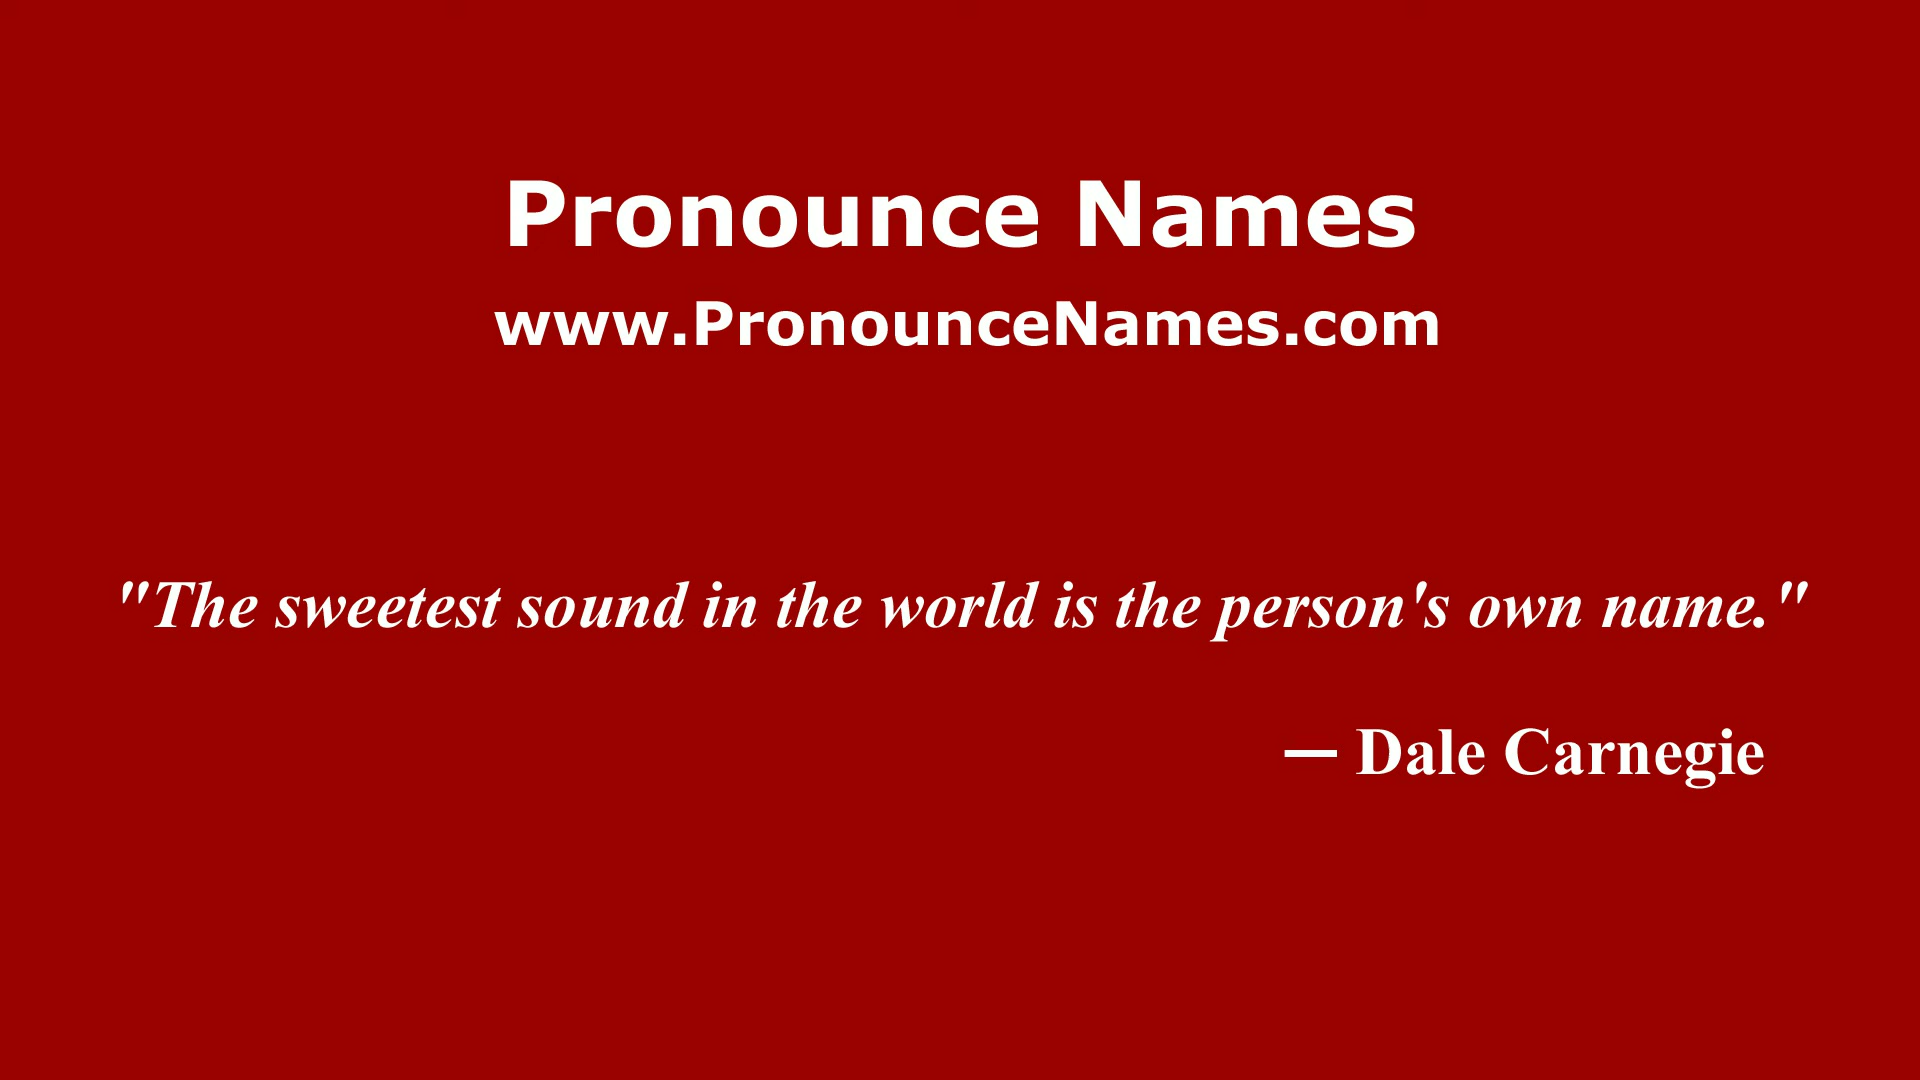 Pronounce Names
www.PronounceNames.com
"The sweetest sound in the world is the person's own name."
— Dale Carnegie